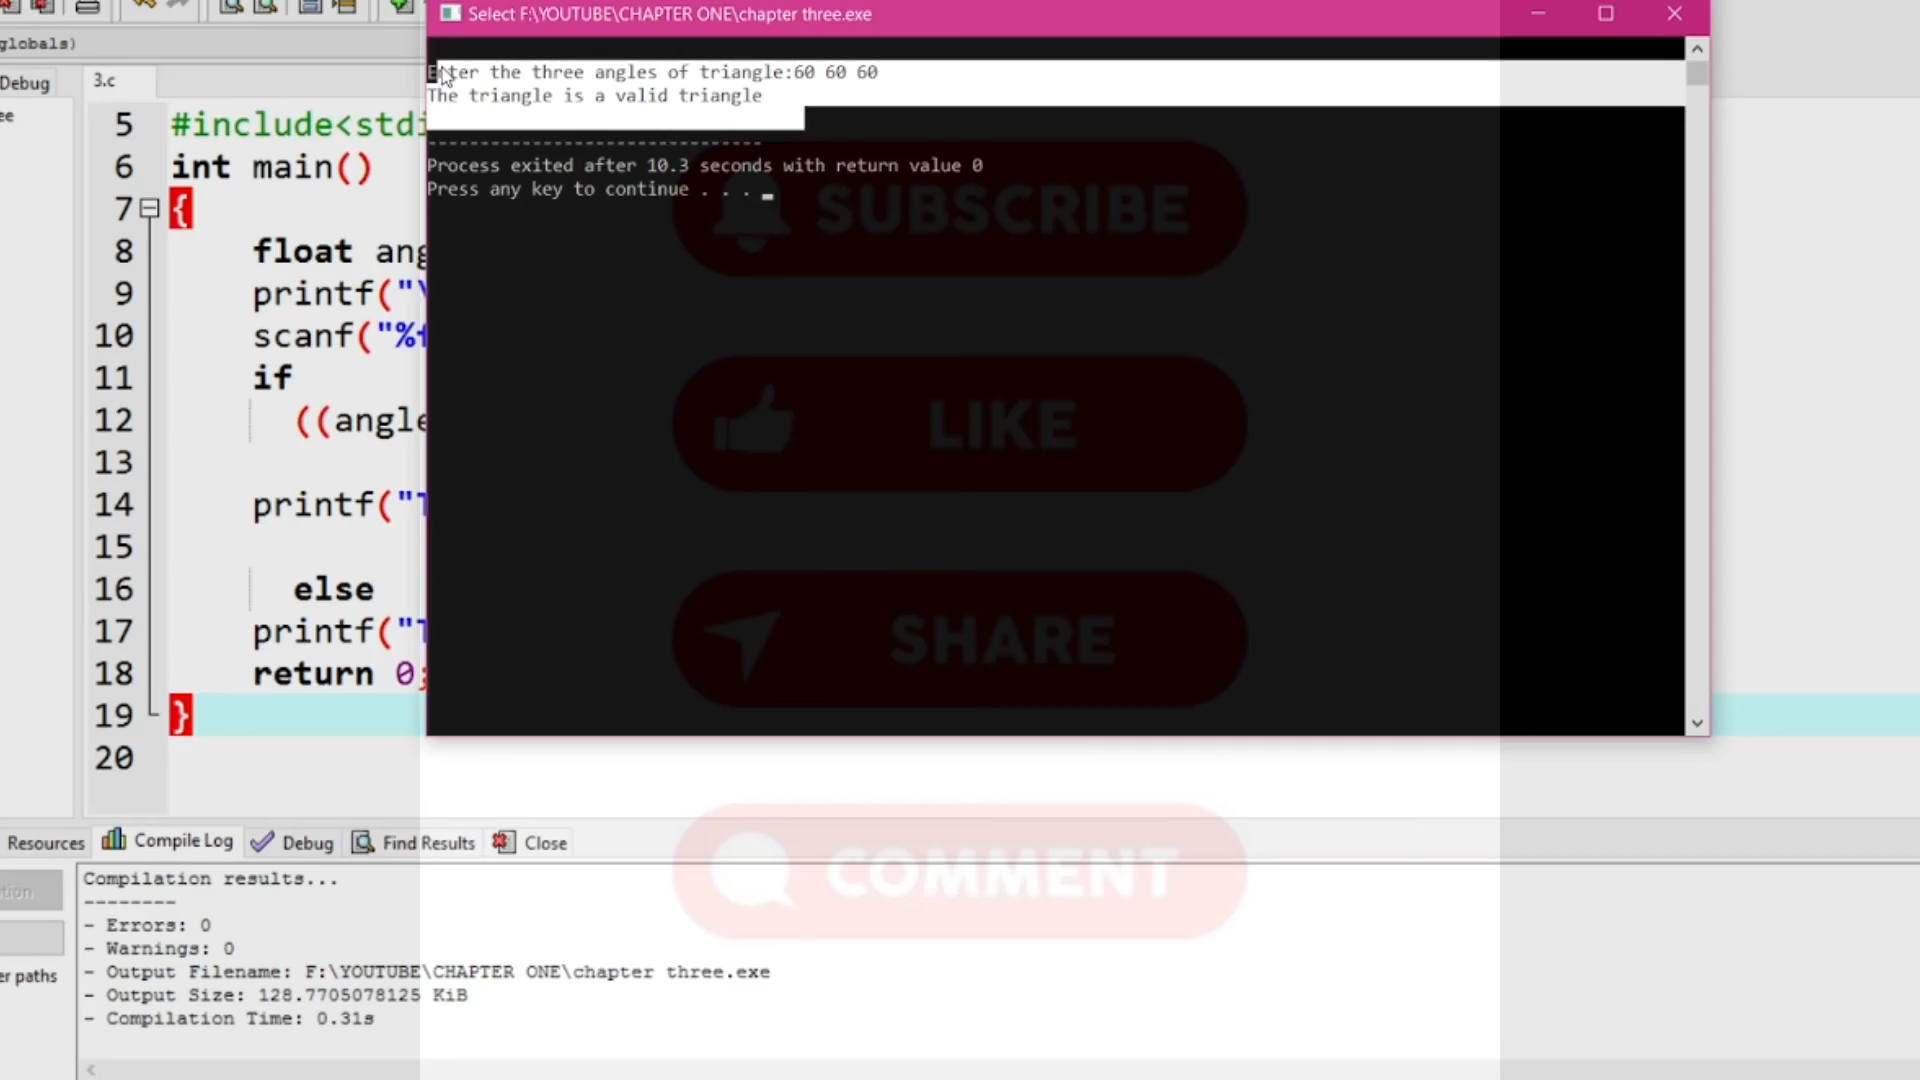 Select F:\YOUTUBE\CHAPTER ONE\chapter three.exe
globals)
Debug
3.c
Enter the three angles of triangle:60 60 60
The triangle is a valid triangle
--------------------------------
Process exited after 10.3 seconds with return value 0
Press any key to continue . . .
5 #include<stdi
6 int main()
7 {
8 float ang
9 printf("\
10 scanf("%f
11 if
12 ((angle
13
14 printf("T
15
16 else
17 printf("T
18 return 0;
19 }
20
SUBSCRIBE
LIKE
SHARE
COMMENT
Resources Compile Log Debug Find Results Close
Compilation results...
--------
- Errors: 0
- Warnings: 0
- Output Filename: F:\YOUTUBE\CHAPTER ONE\chapter three.exe
- Output Size: 128.7705078125 KiB
- Compilation Time: 0.31s
er paths